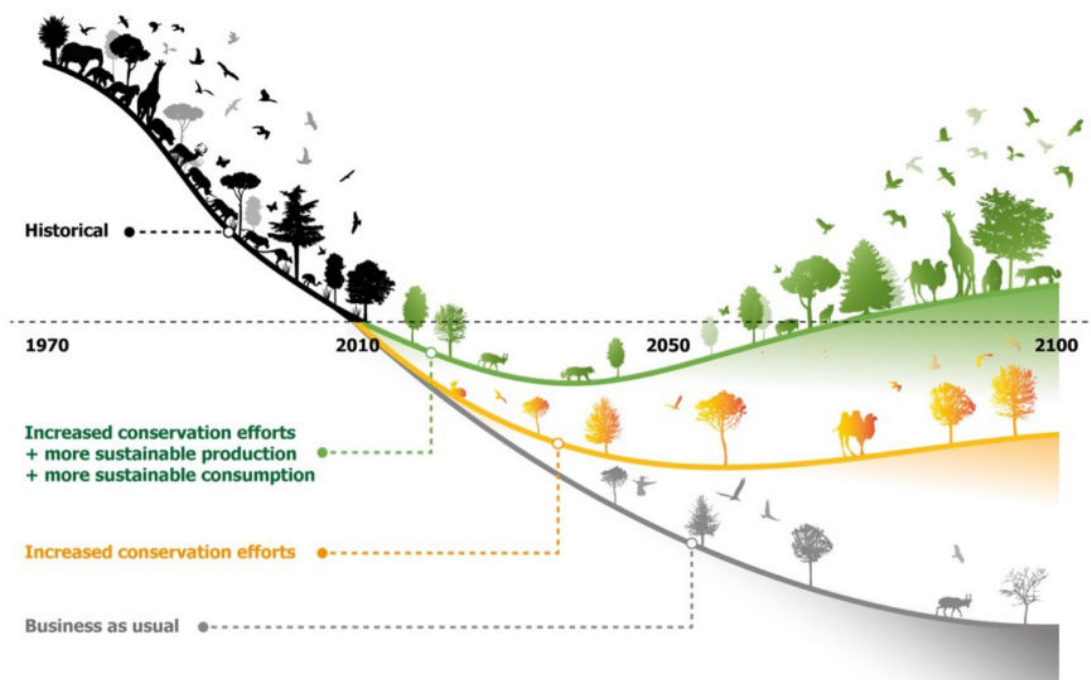 Historical
1970 2010 2050 2100
Increased conservation efforts
+ more sustainable production
+ more sustainable consumption
Increased conservation efforts
Business as usual